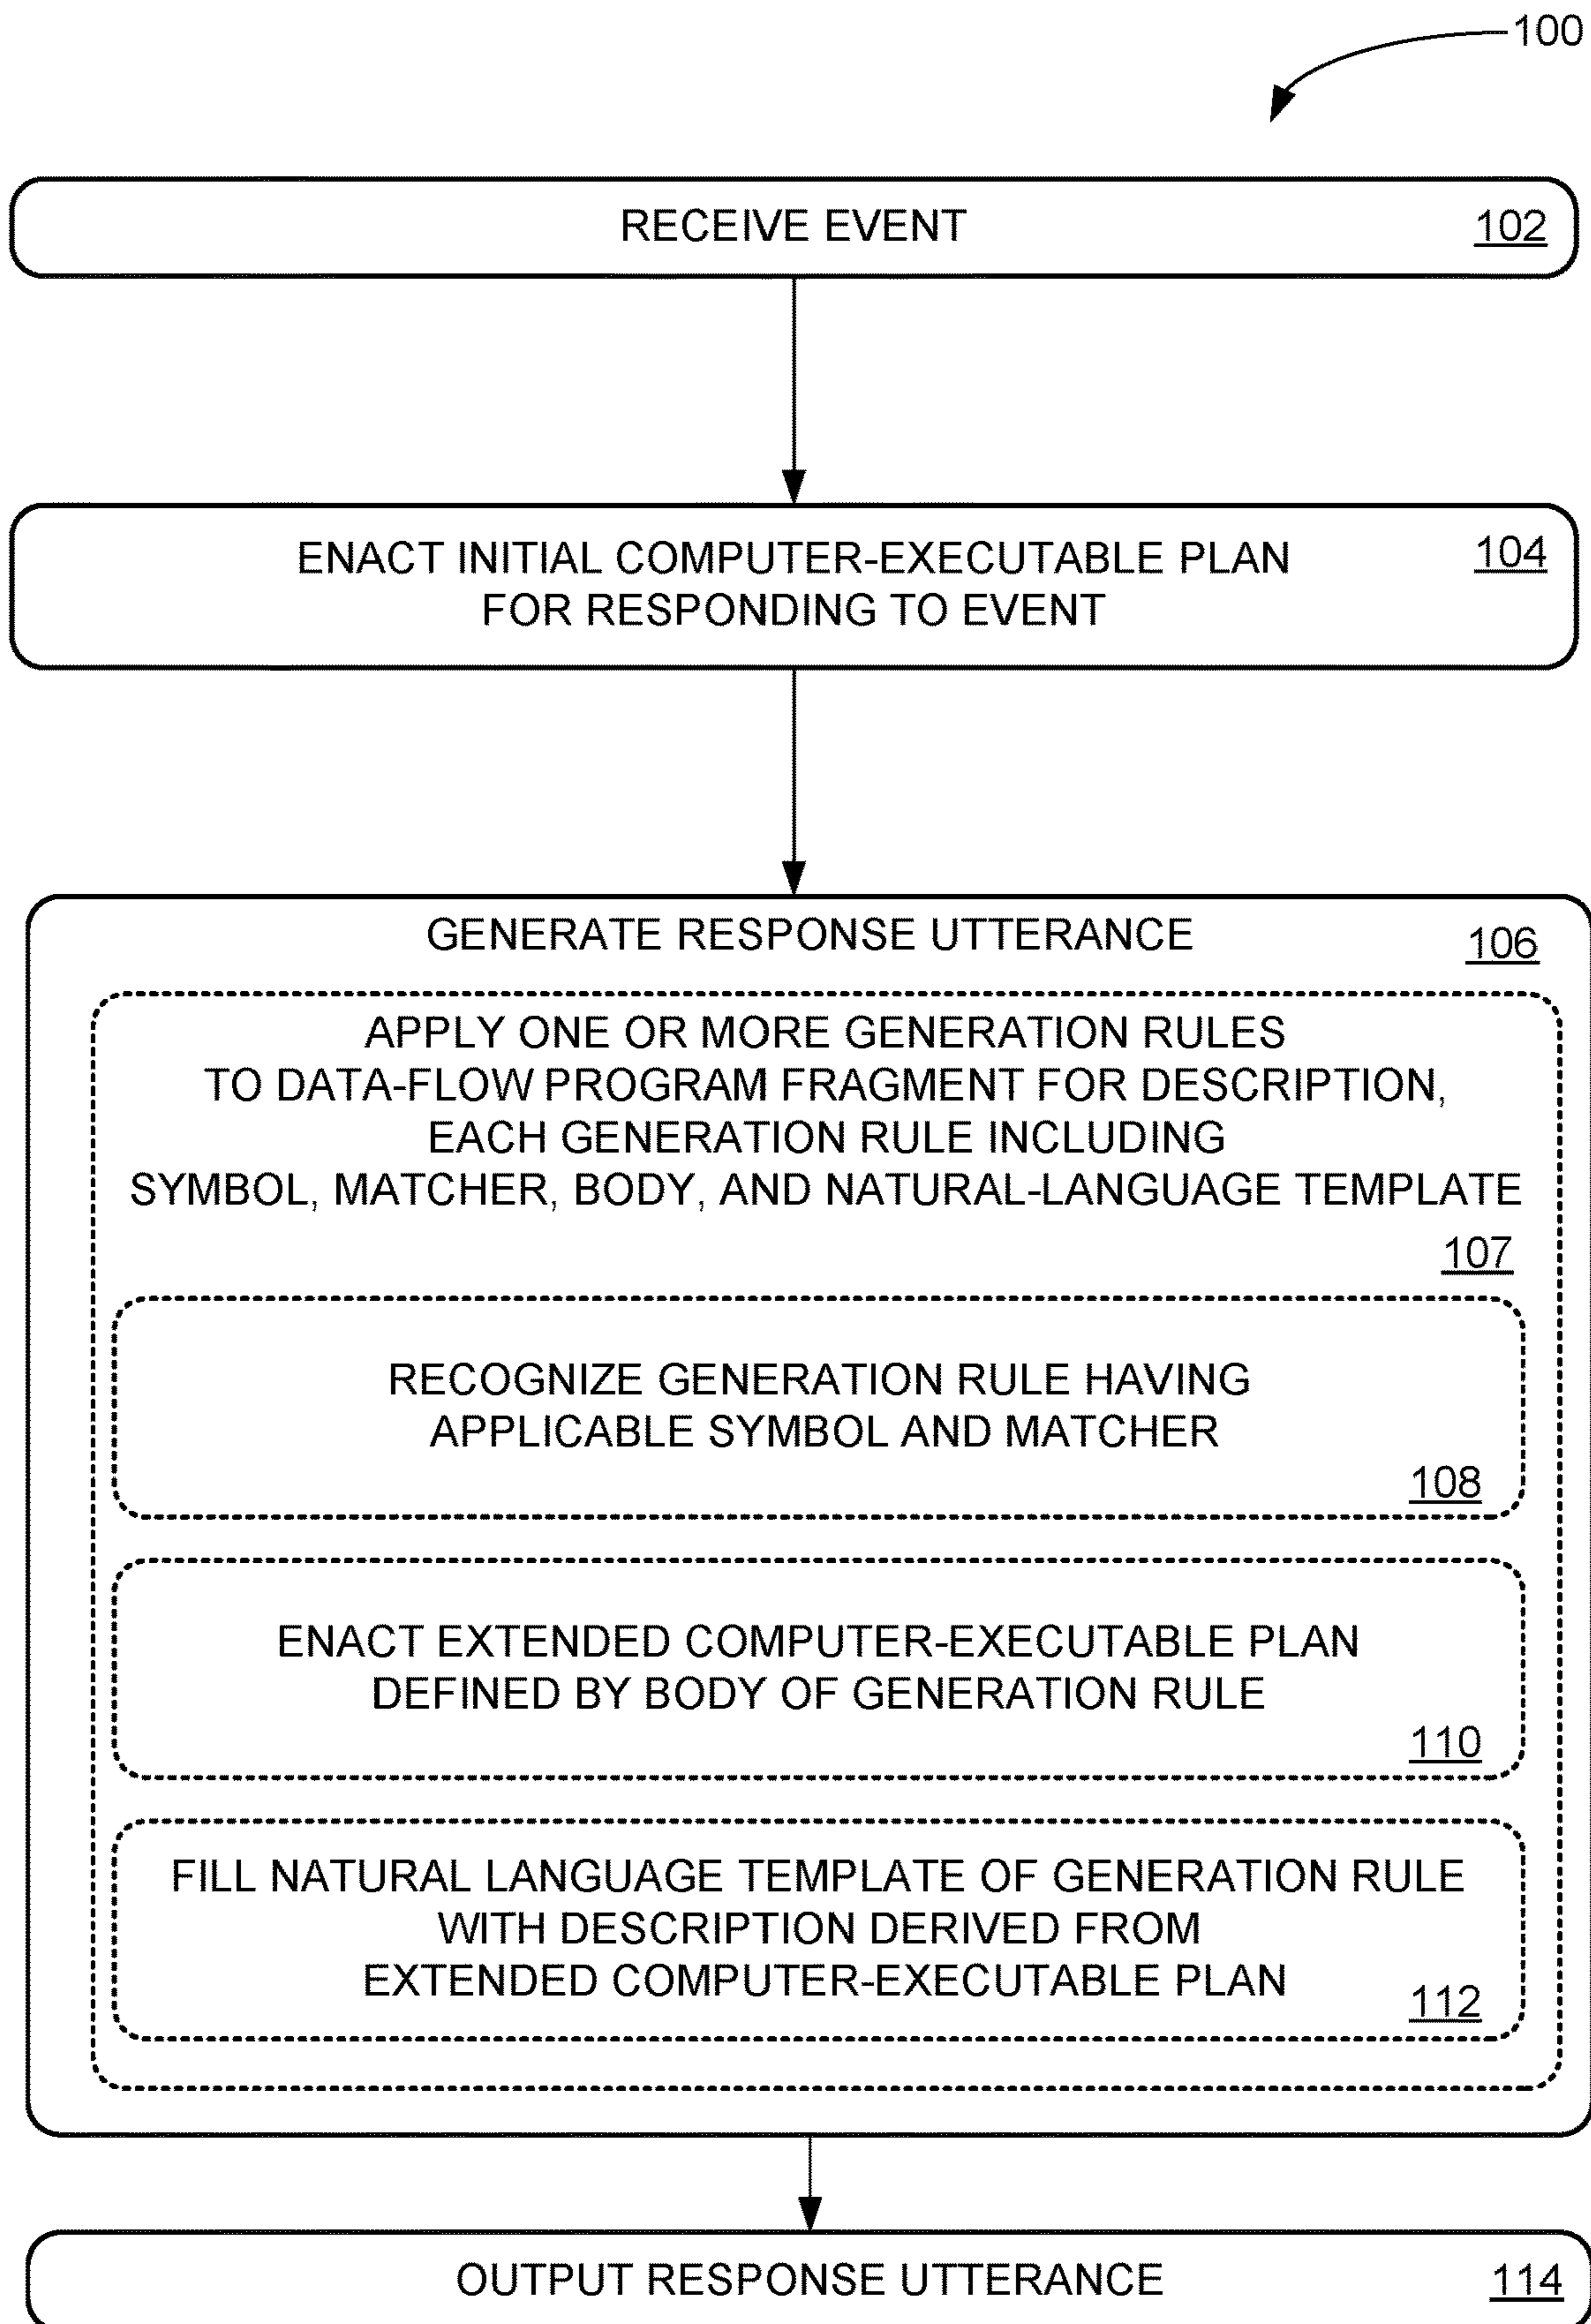 100
RECEIVE EVENT 102
ENACT INITIAL COMPUTER-EXECUTABLE PLAN 104
FOR RESPONDING TO EVENT
GENERATE RESPONSE UTTERANCE 106
APPLY ONE OR MORE GENERATION RULES
TO DATA-FLOW PROGRAM FRAGMENT FOR DESCRIPTION,
EACH GENERATION RULE INCLUDING
SYMBOL, MATCHER, BODY, AND NATURAL-LANGUAGE TEMPLATE
107
RECOGNIZE GENERATION RULE HAVING
APPLICABLE SYMBOL AND MATCHER
108
ENACT EXTENDED COMPUTER-EXECUTABLE PLAN
DEFINED BY BODY OF GENERATION RULE
110
FILL NATURAL LANGUAGE TEMPLATE OF GENERATION RULE
WITH DESCRIPTION DERIVED FROM
EXTENDED COMPUTER-EXECUTABLE PLAN
112
OUTPUT RESPONSE UTTERANCE 114